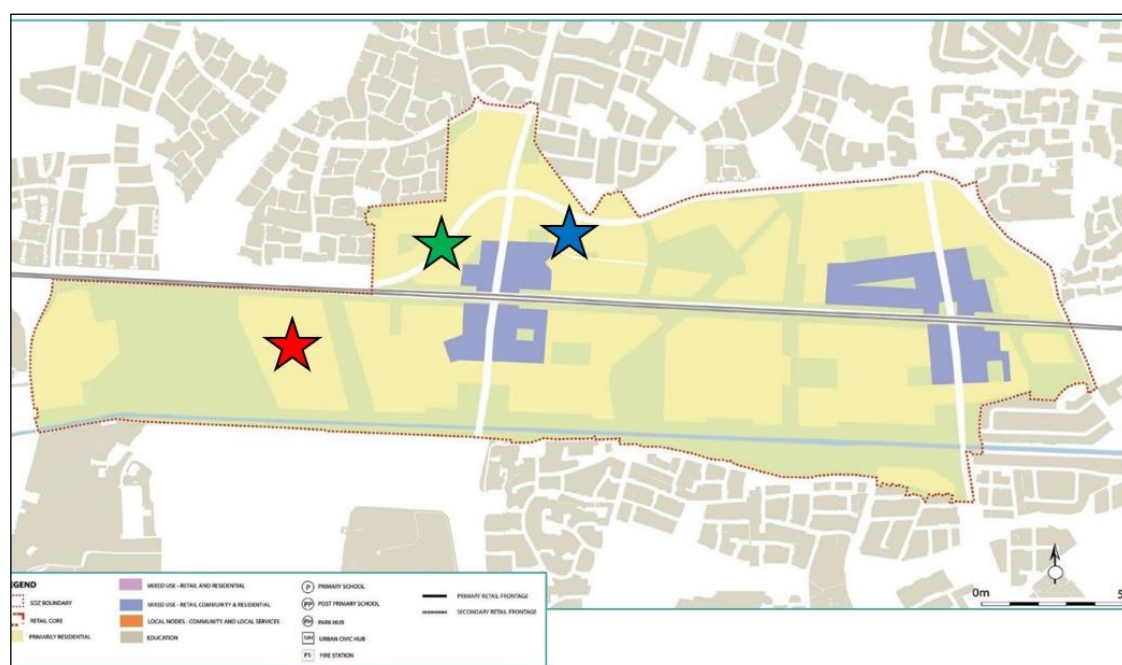 0m
EGEND
SDZ BOUNDARY
RETAIL CORE
PRIMARILY RESIDENTIAL
MIXED USE - RETAIL AND RESIDENTIAL
MIXED USE - RETAIL COMMUNITY & RESIDENTIAL
LOCAL NODES - COMMUNITY AND LOCAL SERVICES
EDUCATION
P PRIMARY SCHOOL
PP POST PRIMARY SCHOOL
PH PARK HUB
UH URBAN CIVIC HUB
FS FIRE STATION
PRIMARY RETAIL FRONTAGE
SECONDARY RETAIL FRONTAGE